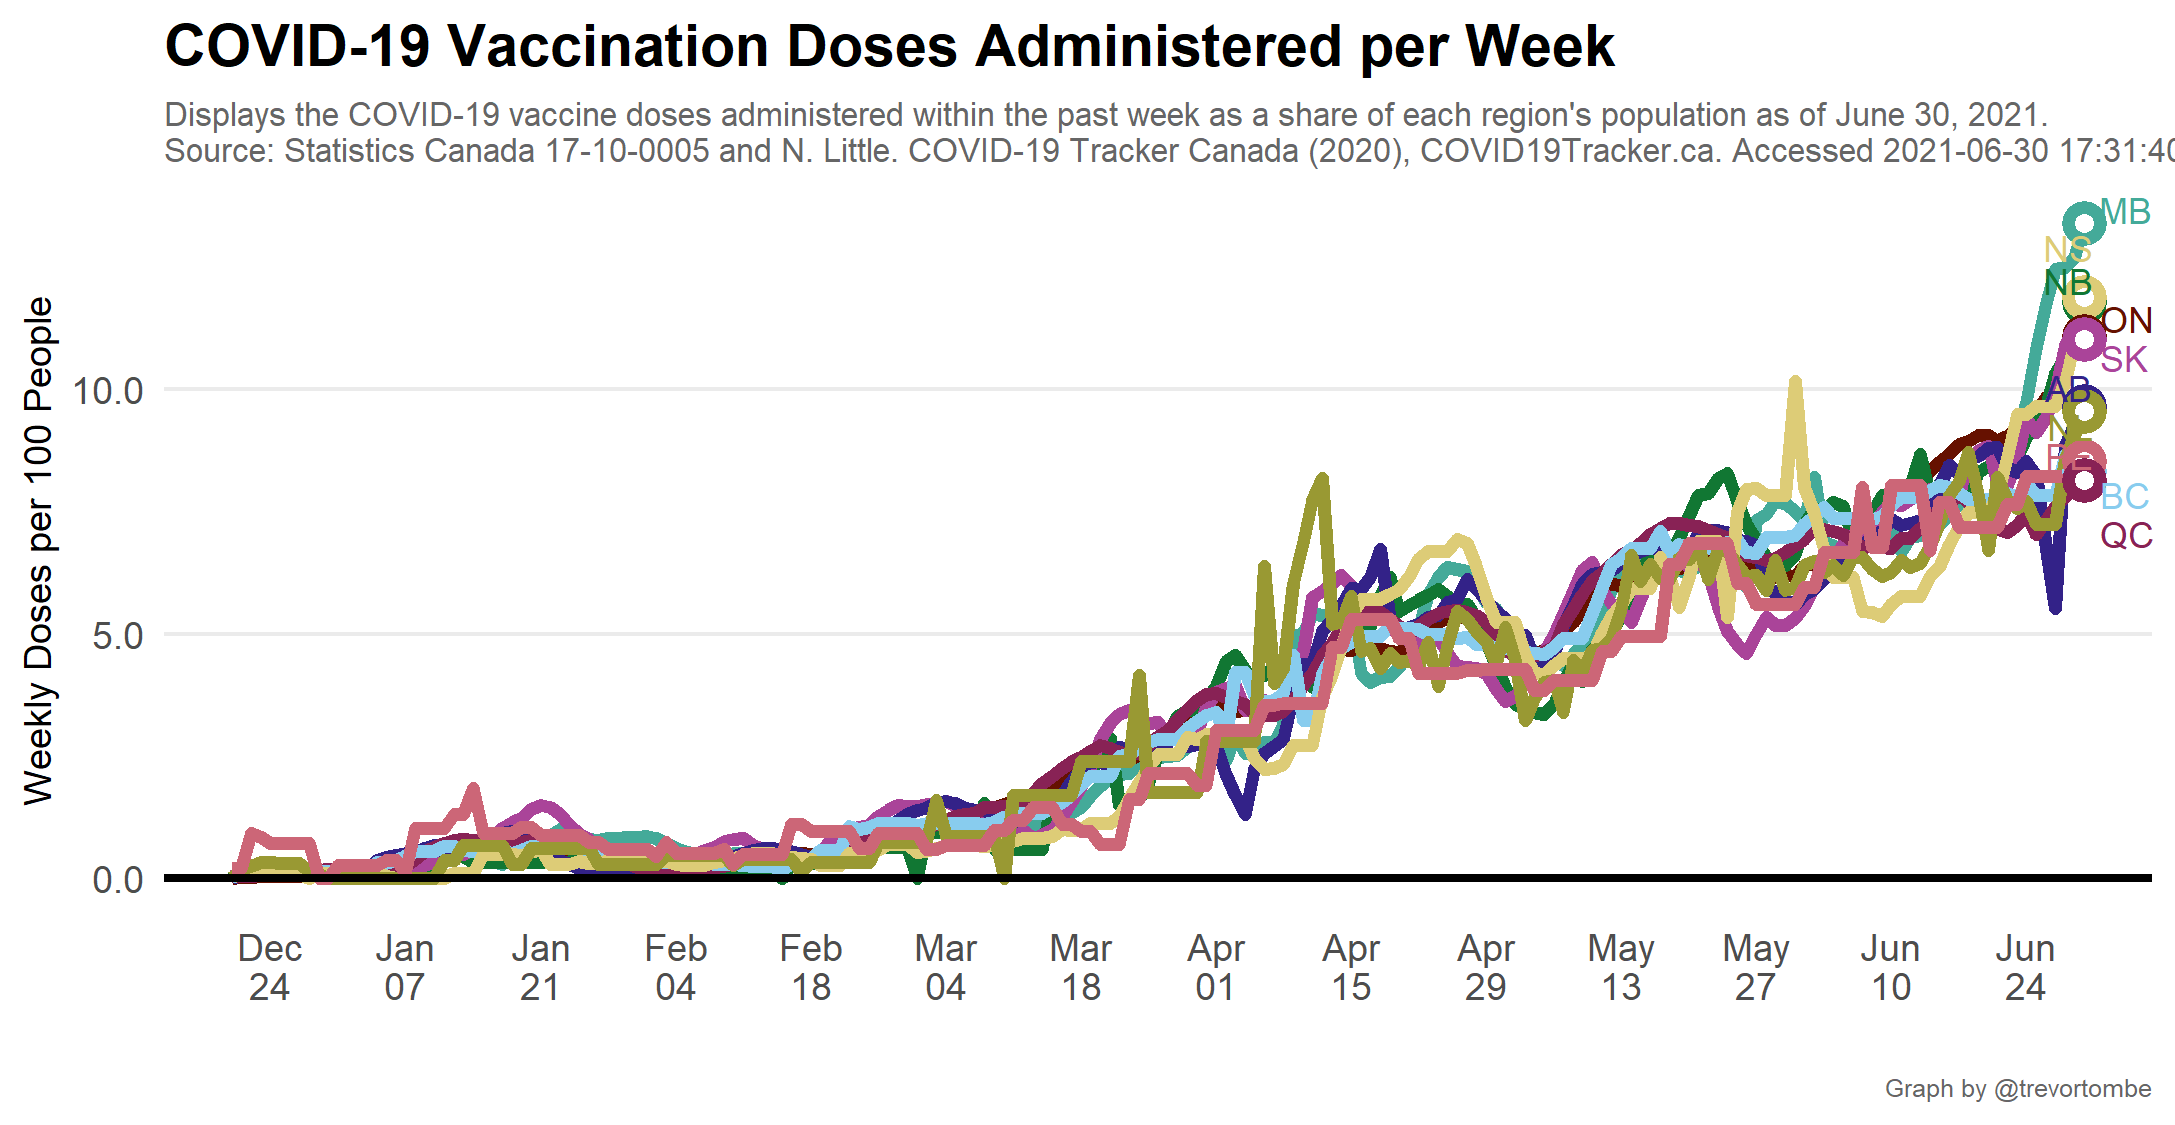 COVID-19 Vaccination Doses Administered per Week
Displays the COVID-19 vaccine doses administered within the past week as a share of each region's population as of June 30, 2021.
Source: Statistics Canada 17-10-0005 and N. Little. COVID-19 Tracker Canada (2020), COVID19Tracker.ca. Accessed 2021-06-30 17:31:40
Weekly Doses per 100 People
10.0
5.0
0.0
MB
NS
NB
ON
SK
AB
BC
QC
Dec
24
Jan
07
Jan
21
Feb
04
Feb
18
Mar
04
Mar
18
Apr
01
Apr
15
Apr
29
May
13
May
27
Jun
10
Jun
24
Graph by @trevortombe